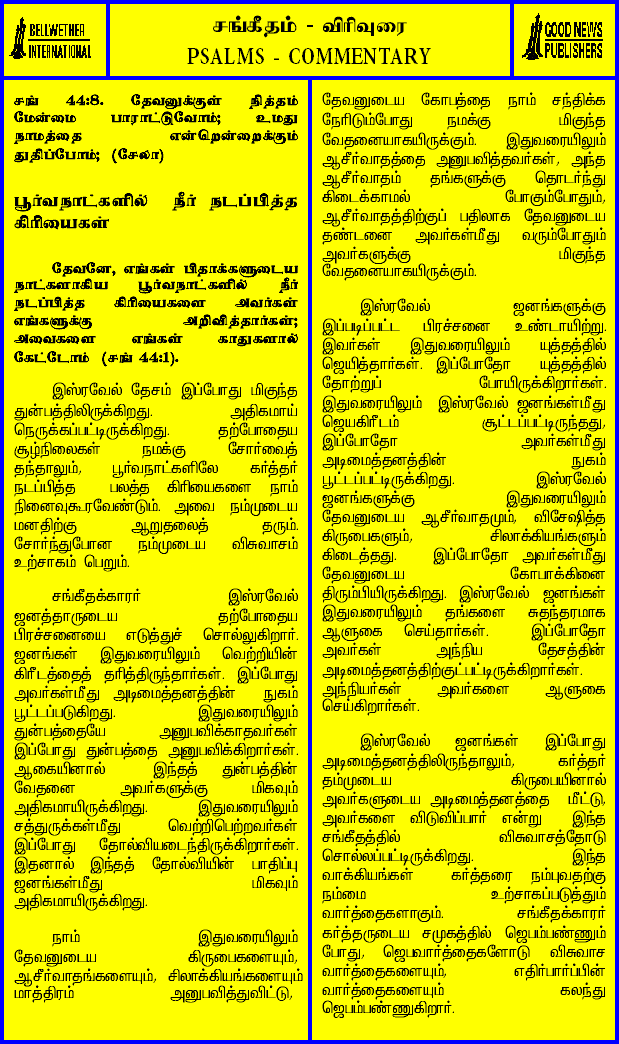 BELLWETHER
INTERNATIONAL
சங்கீதம் - விரிவுரை
PSALMS - COMMENTARY
GOOD NEWS
PUBLISHERS
சங் 44:8. தேவனுக்குள் நித்தம்
மேன்மை பாராட்டுவோம்; உமது
நாமத்தை என்றென்றைக்கும்
துதிப்போம்; (சேலா)
பூர்வநாட்களில் நீர் நடப்பித்த
கிரியைகள்
தேவனே, எங்கள் பிதாக்களுடைய
நாட்களாகிய பூர்வநாட்களில் நீர்
நடப்பித்த கிரியைகளை அவர்கள்
எங்களுக்கு அறிவித்தார்கள்;
அவைகளை எங்கள் காதுகளால்
கேட்டோம் (சங் 44:1).
இஸ்ரவேல் தேசம் இப்போது மிகுந்த
துன்பத்திலிருக்கிறது. அதிகமாய்
நெருக்கப்பட்டிருக்கிறது. தற்போதைய
சூழ்நிலைகள் நமக்கு சோர்வைத்
தந்தாலும், பூர்வநாட்களிலே கர்த்தர்
நடப்பித்த பலத்த கிரியைகளை நாம்
நினைவுகூரவேண்டும். அவை நம்முடைய
மனதிற்கு ஆறுதலைத் தரும்.
சோர்ந்துபோன நம்முடைய விசுவாசம்
உற்சாகம் பெறும்.
சங்கீதக்காரர் இஸ்ரவேல்
ஜனத்தாருடைய தற்போதைய
பிரச்சனையை எடுத்துச் சொல்லுகிறார்.
ஜனங்கள் இதுவரையிலும் வெற்றியின்
கிரீடத்தைத் தரித்திருந்தார்கள். இப்போது
அவர்கள்மீது அடிமைத்தனத்தின் நுகம்
பூட்டப்படுகிறது. இதுவரையிலும்
துன்பத்தையே அனுபவிக்காதவர்கள்
இப்போது துன்பத்தை அனுபவிக்கிறார்கள்.
ஆகையினால் இந்தத் துன்பத்தின்
வேதனை அவர்களுக்கு மிகவும்
அதிகமாயிருக்கிறது. இதுவரையிலும்
சத்துருக்கள்மீது வெற்றிபெற்றவர்கள்
இப்போது தோல்வியடைந்திருக்கிறார்கள்.
இதனால் இந்தத் தோல்வியின் பாதிப்பு
ஜனங்கள்மீது மிகவும்
அதிகமாயிருக்கிறது.
நாம் இதுவரையிலும்
தேவனுடைய கிருபைகளையும்,
ஆசீர்வாதங்களையும், சிலாக்கியங்களையும்
மாத்திரம் அனுபவித்துவிட்டு,
தேவனுடைய கோபத்தை நாம் சந்திக்க
நேரிடும்போது நமக்கு மிகுந்த
வேதனையாகயிருக்கும். இதுவரையிலும்
ஆசீர்வாதத்தை அனுபவித்தவர்கள், அந்த
ஆசீர்வாதம் தங்களுக்கு தொடர்ந்து
கிடைக்காமல் போகும்போதும்,
ஆசீர்வாதத்திற்குப் பதிலாக தேவனுடைய
தண்டனை அவர்கள்மீது வரும்போதும்
அவர்களுக்கு மிகுந்த
வேதனையாகயிருக்கும்.
இஸ்ரவேல் ஜனங்களுக்கு
இப்படிப்பட்ட பிரச்சனை உண்டாயிற்று.
இவர்கள் இதுவரையிலும் யுத்தத்தில்
ஜெயித்தார்கள். இப்போதோ யுத்தத்தில்
தோற்றுப் போயிருக்கிறார்கள்.
இதுவரையிலும் இஸ்ரவேல் ஜனங்கள்மீது
ஜெயகிரீடம் சூட்டப்பட்டிருந்தது,
இப்போதோ அவர்கள்மீது
அடிமைத்தனத்தின் நுகம்
பூட்டப்பட்டிருக்கிறது. இஸ்ரவேல்
ஜனங்களுக்கு இதுவரையிலும்
தேவனுடைய ஆசீர்வாதமும், விசேஷித்த
கிருபைகளும், சிலாக்கியங்களும்
கிடைத்தது. இப்போதோ அவர்கள்மீது
தேவனுடைய கோபாக்கினை
திரும்பியிருக்கிறது. இஸ்ரவேல் ஜனங்கள்
இதுவரையிலும் தங்களை சுதந்தரமாக
ஆளுகை செய்தார்கள். இப்போதோ
அவர்கள் அந்நிய தேசத்தின்
அடிமைத்தனத்திற்குட்பட்டிருக்கிறார்கள்.
அந்நியர்கள் அவர்களை ஆளுகை
செய்கிறார்கள்.
இஸ்ரவேல் ஜனங்கள் இப்போது
அடிமைத்தனத்திலிருந்தாலும், கர்த்தர்
தம்முடைய கிருபையினால்
அவர்களுடைய அடிமைத்தனத்தை மீட்டு,
அவர்களை விடுவிப்பார் என்று இந்த
சங்கீதத்தில் விசுவாசத்தோடு
சொல்லப்பட்டிருக்கிறது. இந்த
வாக்கியங்கள் கர்த்தரை நம்புவதற்கு
நம்மை உற்சாகப்படுத்தும்
வார்த்தைகளாகும். சங்கீதக்காரர்
கர்த்தருடைய சமுகத்தில் ஜெபம்பண்ணும்
போது, ஜெபவார்த்தைகளோடு விசுவாச
வார்த்தைகளையும், எதிர்பார்ப்பின்
வார்த்தைகளையும் கலந்து
ஜெபம்பண்ணுகிறார்.